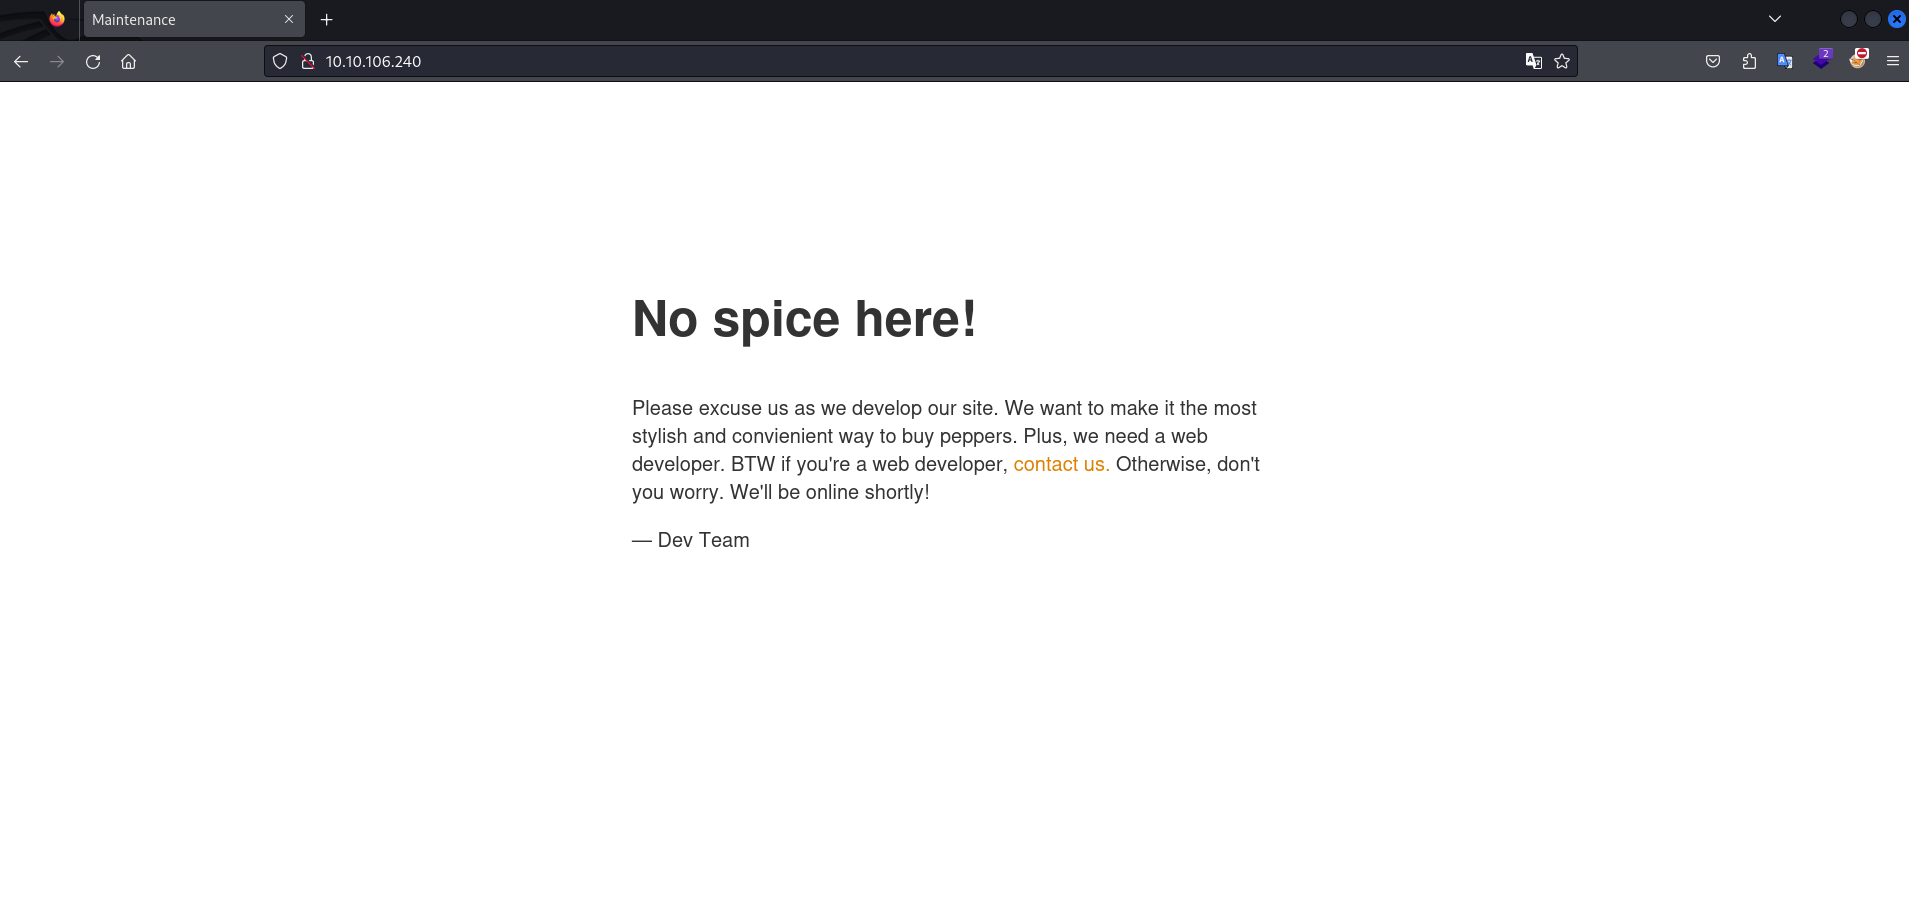 Maintenance
10.10.106.240
2
No spice here!
Please excuse us as we develop our site. We want to make it the most
stylish and convienient way to buy peppers. Plus, we need a web
developer. BTW if you're a web developer, contact us. Otherwise, don't
you worry. We'll be online shortly!
— Dev Team